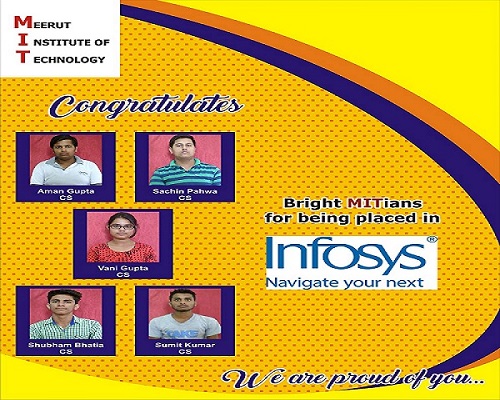 MEERUT
INSTITUTE OF
TECHNOLOGY
Congratulates
Aman Gupta
CS
Sachin Pahwa
CS
Vani Gupta
CS
Shubham Bhatia
CS
Sumit Kumar
CS
Bright MITians
for being placed in
Infosys®
Navigate your next
We are proud of you...